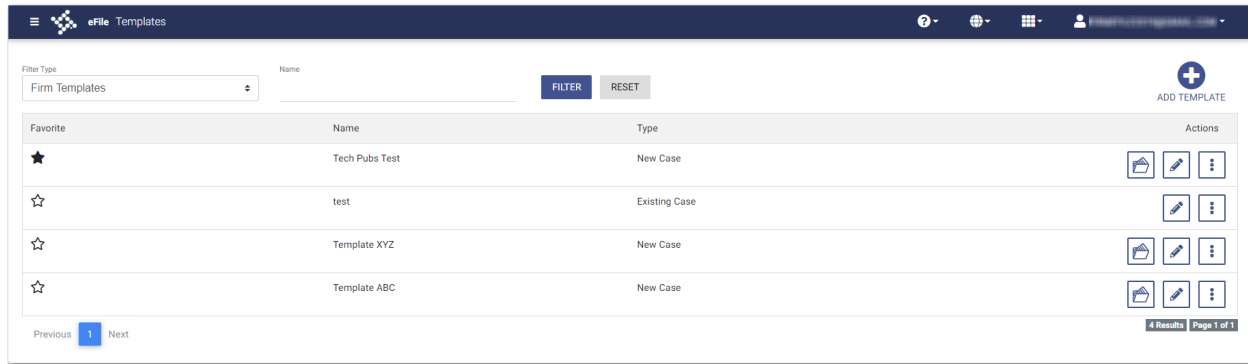 eFile Templates
Filter Type
Name
Firm Templates
FILTER
RESET
ADD TEMPLATE
Favorite Name Type Actions
Tech Pubs Test New Case
test Existing Case
Template XYZ New Case
Template ABC New Case
Previous 1 Next
4 Results Page 1 of 1